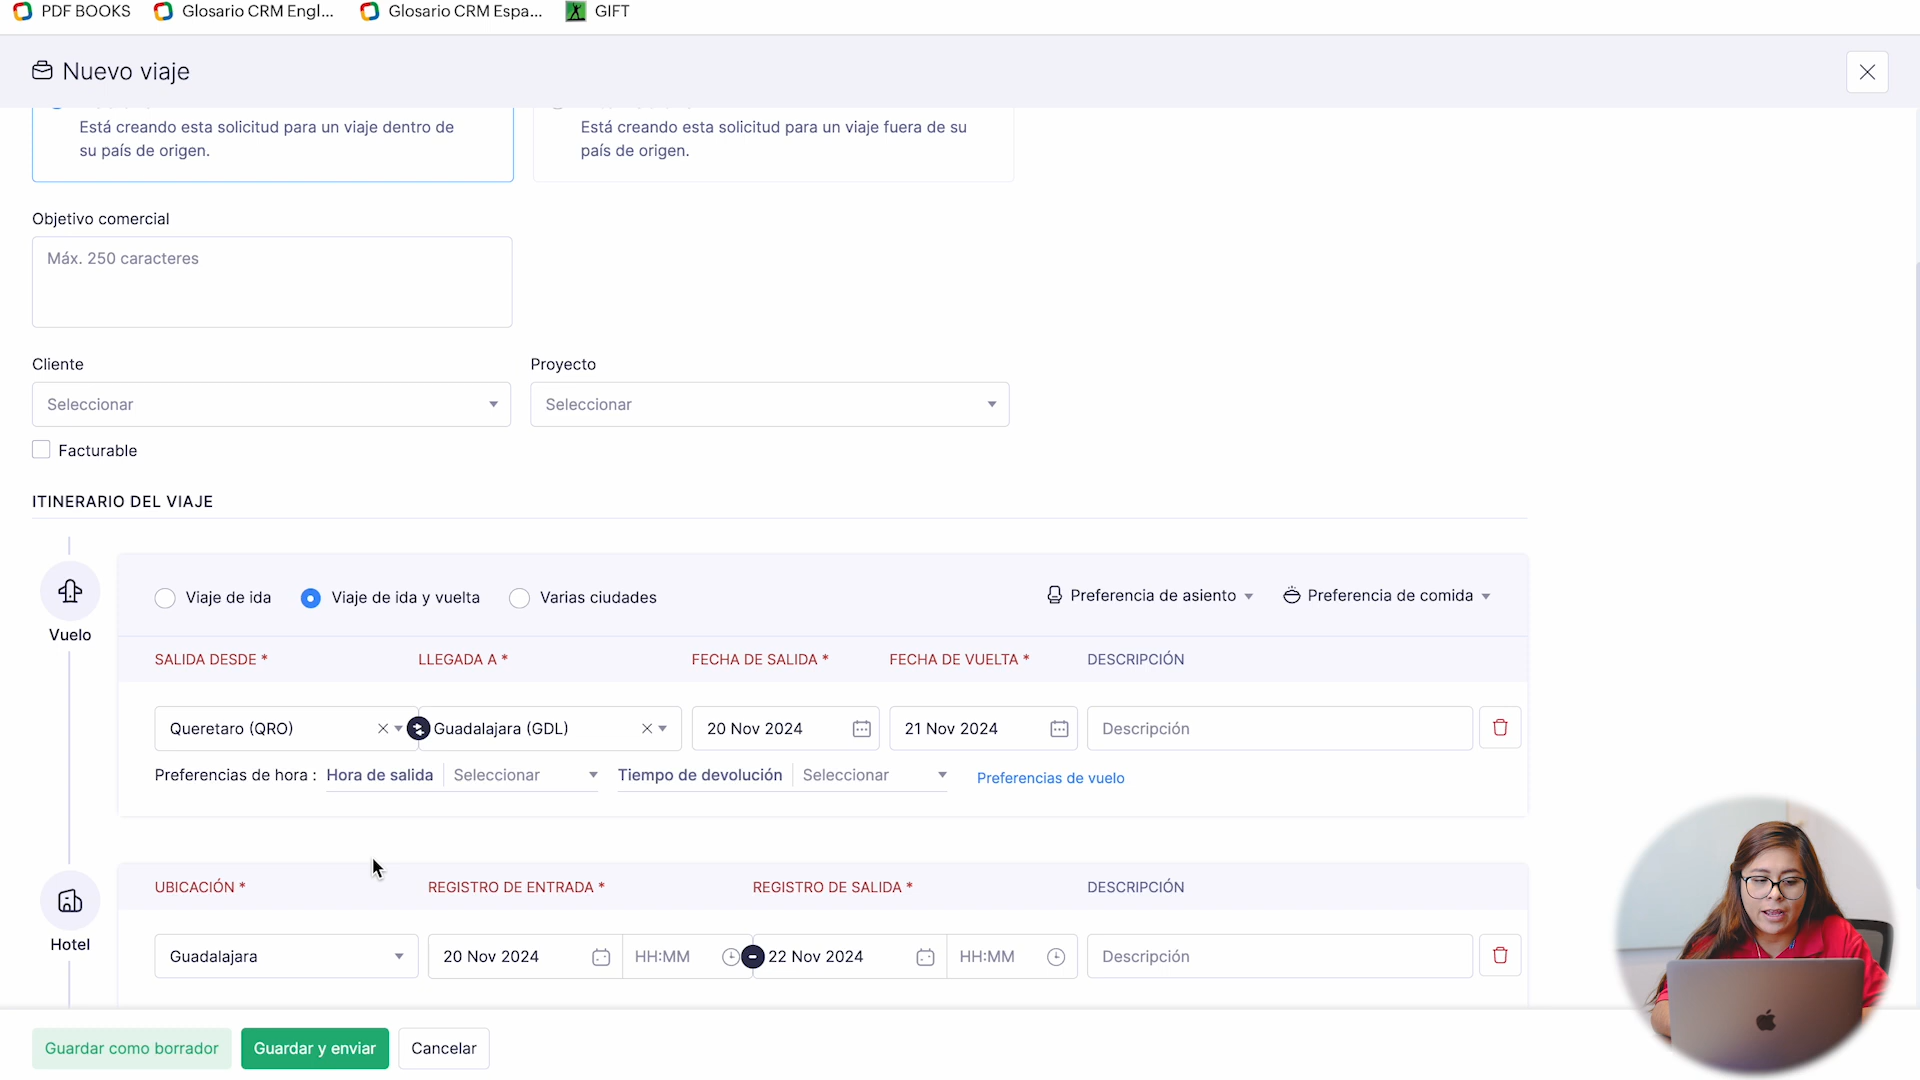 PDF BOOKS
Glosario CRM Engl...
Glosario CRM Espa...
GIFT
Nuevo viaje
Está creando esta solicitud para un viaje dentro de
su país de origen.
Está creando esta solicitud para un viaje fuera de su
país de origen.
Objetivo comercial
Máx. 250 caracteres
Cliente
Proyecto
Seleccionar
Seleccionar
Facturable
ITINERARIO DEL VIAJE
Vuelo
Viaje de ida
Viaje de ida y vuelta
Varias ciudades
Preferencia de asiento
Preferencia de comida
SALIDA DESDE *
LLEGADA A *
FECHA DE SALIDA *
FECHA DE VUELTA *
DESCRIPCIÓN
Queretaro (QRO)
Guadalajara (GDL)
20 Nov 2024
21 Nov 2024
Descripción
Preferencias de hora :
Hora de salida
Seleccionar
Tiempo de devolución
Seleccionar
Preferencias de vuelo
Hotel
UBICACIÓN *
REGISTRO DE ENTRADA *
REGISTRO DE SALIDA *
DESCRIPCIÓN
Guadalajara
20 Nov 2024
HH:MM
22 Nov 2024
HH:MM
Descripción
Guardar como borrador
Guardar y enviar
Cancelar